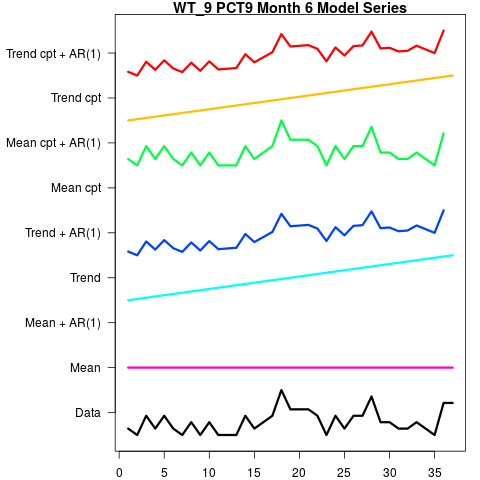 WT_9 PCT9 Month 6 Model Series
Trend cpt + AR(1)
Trend cpt
Mean cpt + AR(1)
Mean cpt
Trend + AR(1)
Trend
Mean + AR(1)
Mean
Data
0 5 10 15 20 25 30 35